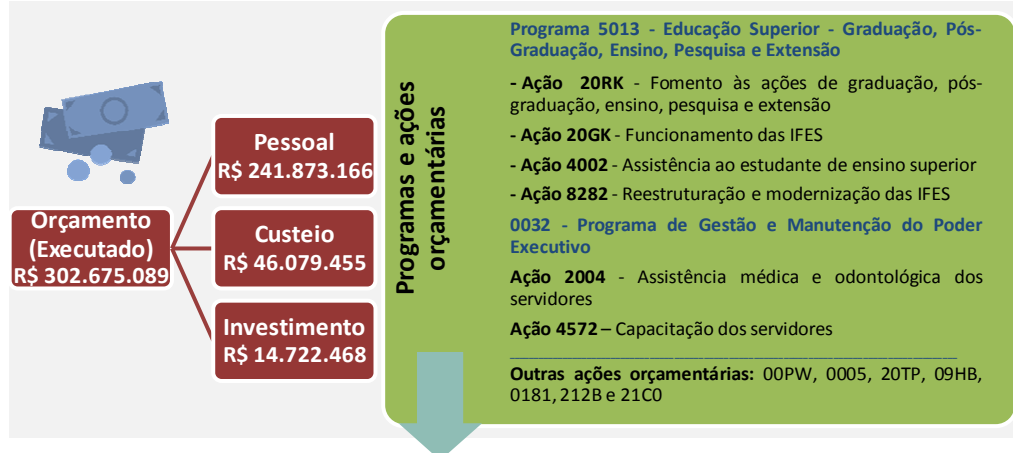 Orçamento
(Executado)
R$ 302.675.089
Pessoal
R$ 241.873.166
Custeio
R$ 46.079.455
Investimento
R$ 14.722.468
Programas e ações
orçamentárias
Programa 5013 - Educação Superior - Graduação, Pós-
Graduação, Ensino, Pesquisa e Extensão
- Ação 20RK - Fomento às ações de graduação, pós-
graduação, ensino, pesquisa e extensão
- Ação 20GK - Funcionamento das IFES
- Ação 4002 - Assistência ao estudante de ensino superior
- Ação 8282 - Reestruturação e modernização das IFES
0032 - Programa de Gestão e Manutenção do Poder
Executivo
Ação 2004 - Assistência médica e odontológica dos
servidores
Ação 4572 – Capacitação dos servidores
Outras ações orçamentárias: 00PW, 0005, 20TP, 09HB,
0181, 212B e 21C0